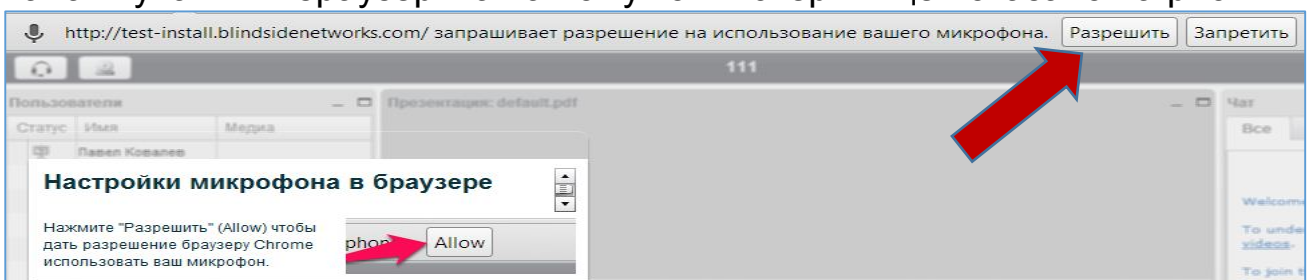 http://test-install.blindsidenetworks.com/ запрашивает разрешение на использование вашего микрофона. Разрешить Запретить
111
Пользователи Презентация: default.pdf Чат
Статус Имя Медиа Все
Павел Ковалев
Настройки микрофона в браузере
Нажмите "Разрешить" (Allow) чтобы
дать разрешение браузеру Chrome
использовать ваш микрофон.
Allow
Welcome
To unde
videos.
To join t